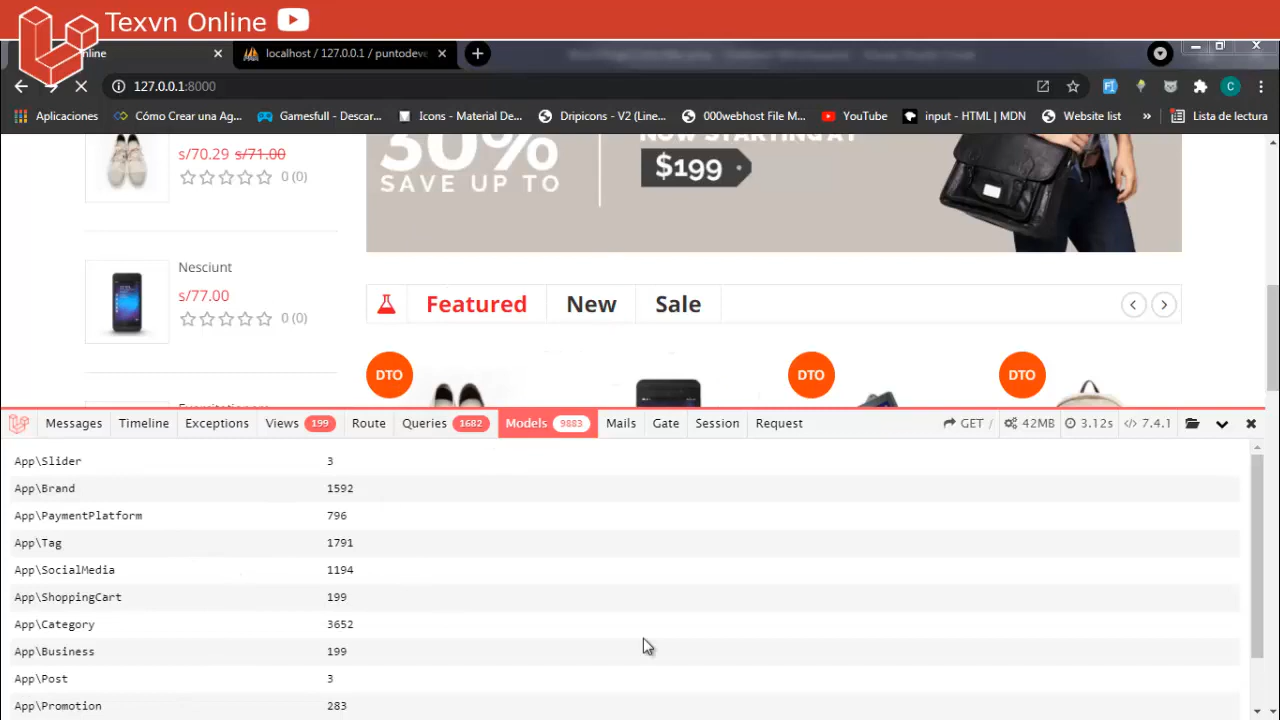 Texvn Online
nline
localhost / 127.0.0.1 / puntodeve
127.0.0.1:8000
Aplicaciones
Cómo Crear una Ag...
Gamesfull - Descar...
Icons - Material De...
Dripicons - V2 (Line...
000webhost File M...
YouTube
input - HTML | MDN
Website list
»
Lista de lectura
s/70.29 s/71.00
0 (0)
30%
SAVE UP TO
NOW STARTING AT
$199
Nesciunt
s/77.00
0 (0)
Featured
New
Sale
DTO
DTO
DTO
Messages
Timeline
Exceptions
Views 199
Route
Queries 1682
Models 9883
Mails
Gate
Session
Request
GET /
42MB
3.12s
7.4.1
App\Slider 3
App\Brand 1592
App\PaymentPlatform 796
App\Tag 1791
App\SocialMedia 1194
App\ShoppingCart 199
App\Category 3652
App\Business 199
App\Post 3
App\Promotion 283